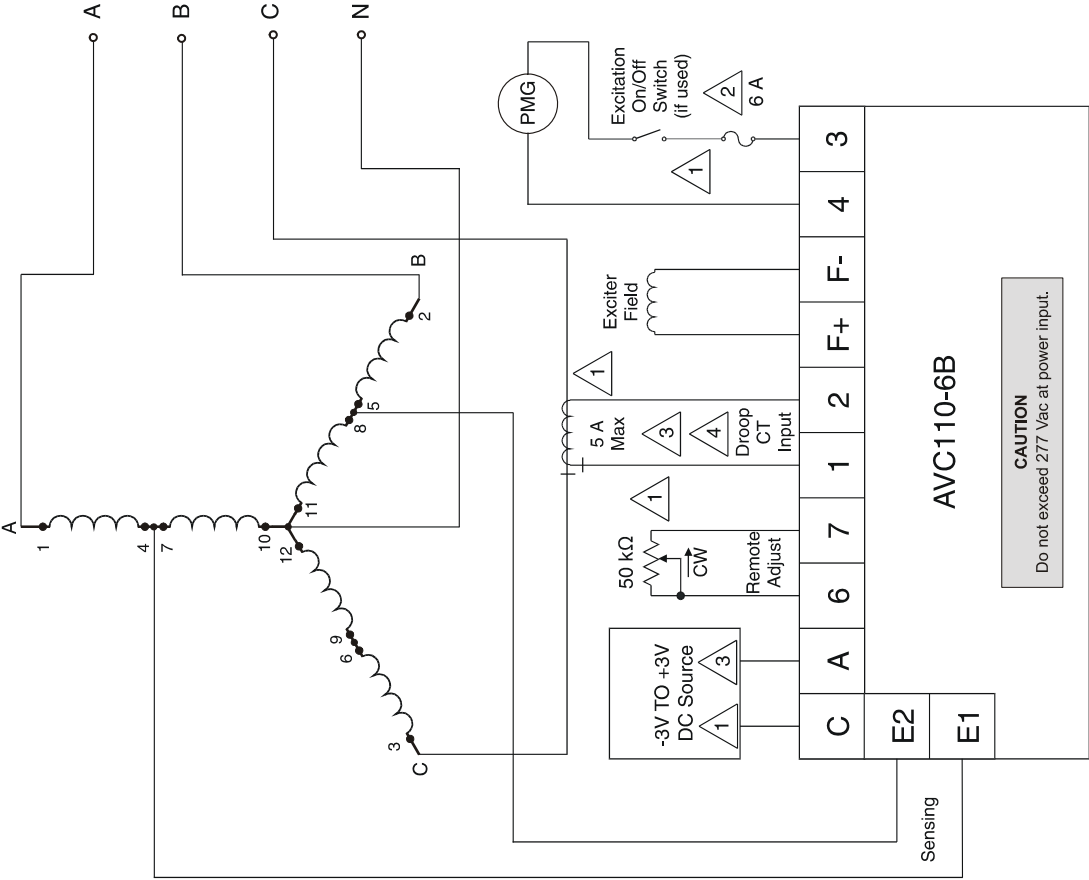 A
B
C
N
A
1
4
7
10
12
11
9
6
3
C
8
5
2
B
PMG
Excitation
On/Off
Switch
(if used)
2
6 A
1
Exciter
Field
1
5 A
Max
3
4
Droop
CT
Input
1
50 kΩ
CW
Remote
Adjust
-3V TO +3V
DC Source
1
3
C
A
6
7
1
2
F+
F-
4
3
E2
E1
Sensing
AVC110-6B
CAUTION
Do not exceed 277 Vac at power input.